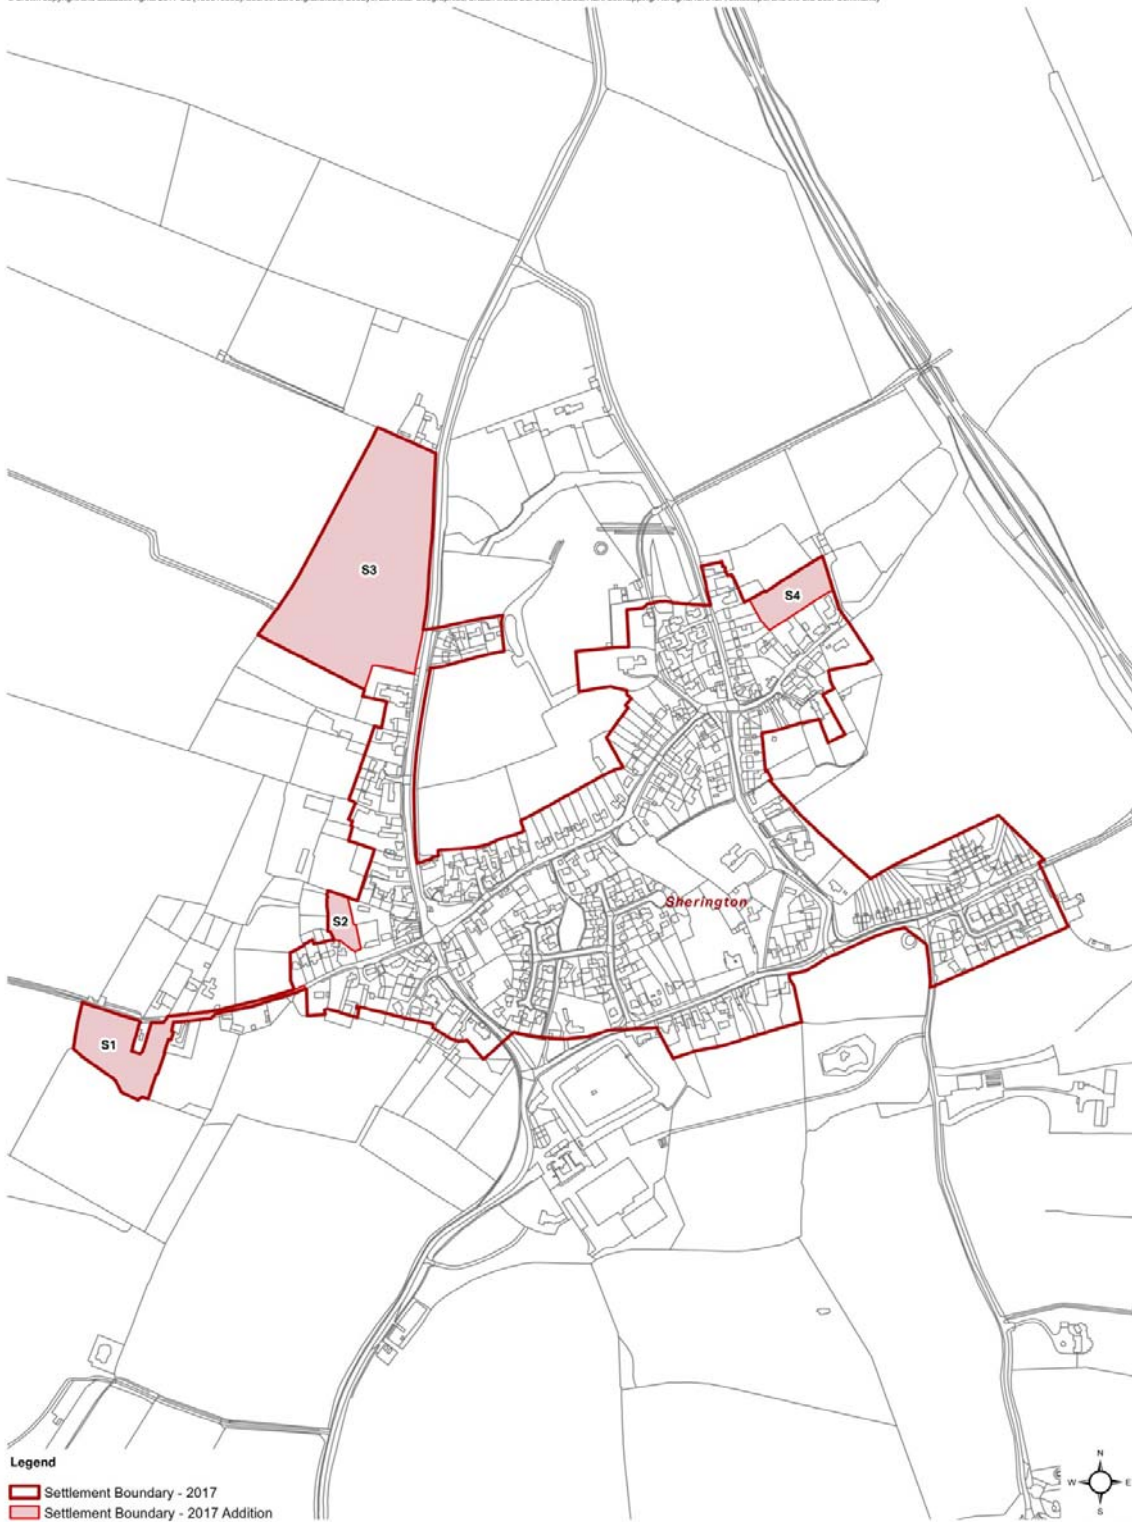 S3
S4
S2
Sherington
S1
Legend
Settlement Boundary - 2017
Settlement Boundary - 2017 Addition
N
W E
S